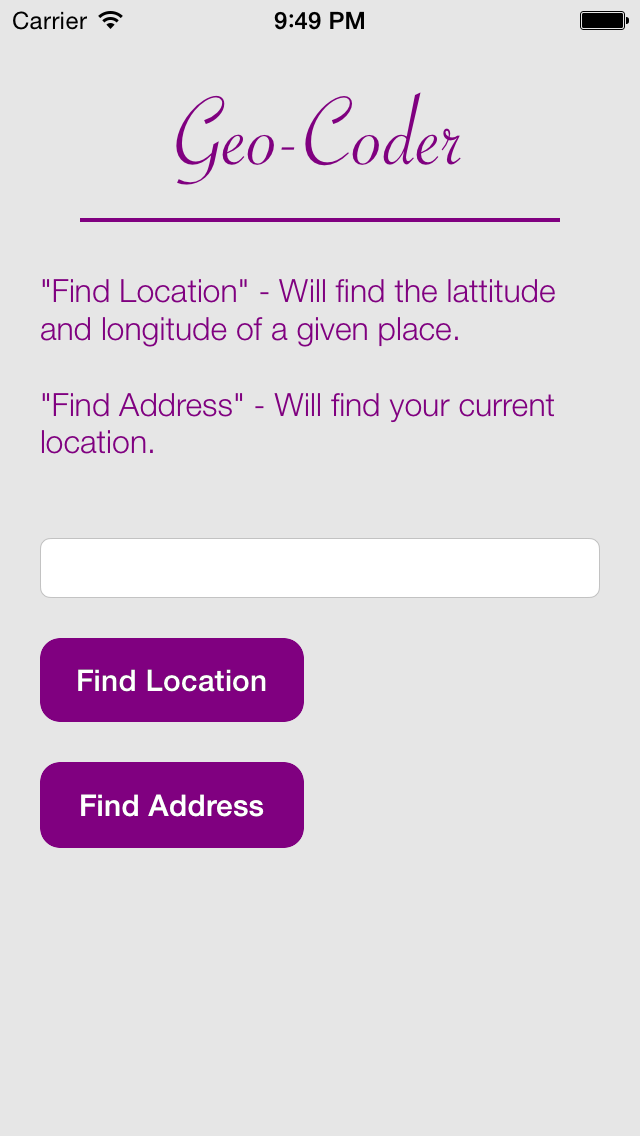 Carrier 9:49 PM
Geo-Coder
"Find Location" - Will find the lattitude
and longitude of a given place.
"Find Address" - Will find your current
location.
Find Location
Find Address